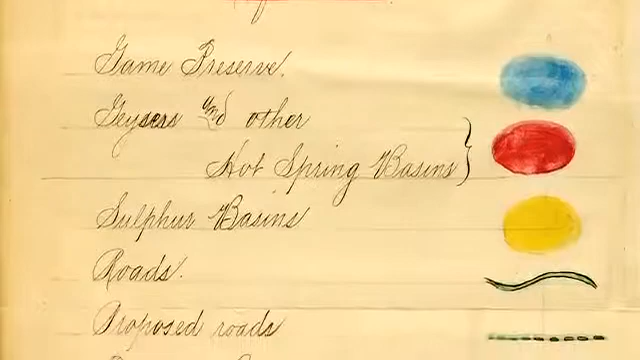 Game Preserve.
Geysers and other
Hot Spring Basins
Sulphur Basins
Roads.
Proposed roads